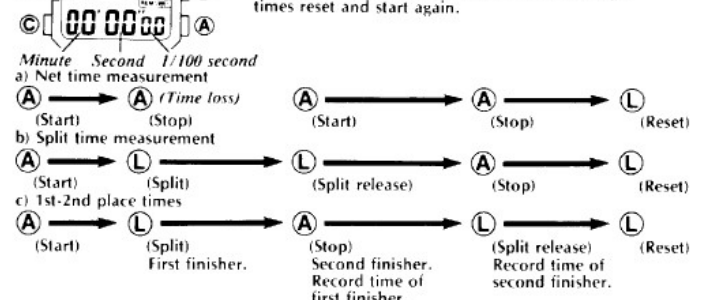 times reset and start again.
C 00'00"00 A
Minute Second 1/100 second
a) Net time measurement
A A (Time loss) A A L
(Start) (Stop) (Start) (Stop) (Reset)
b) Split time measurement
A L L A L
(Start) (Split) (Split release) (Stop) (Reset)
c) 1st-2nd place times
A L A L L
(Start) (Split) (Stop) (Split release) (Reset)
First finisher. Second finisher. Record time of
Record time of second finisher.
first finisher